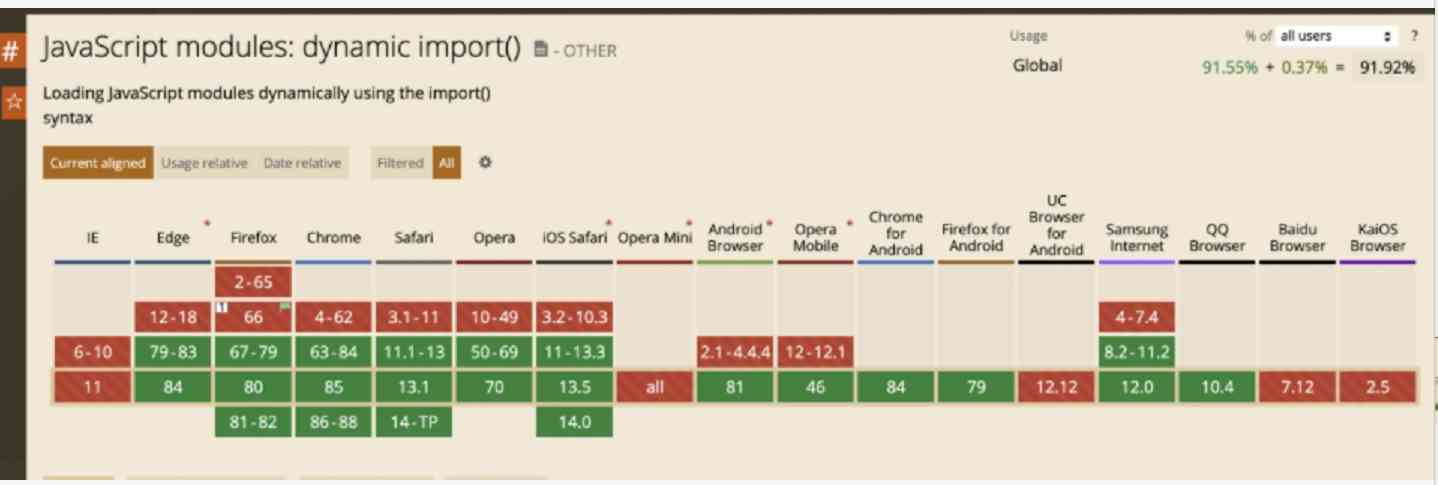 #
JavaScript modules: dynamic import() - OTHER
☆
Loading JavaScript modules dynamically using the import()
syntax
Usage % of all users ?
Global 91.55% + 0.37% = 91.92%
Current aligned Usage relative Date relative Filtered All
IE Edge * Firefox Chrome Safari Opera iOS Safari * Opera Mini * Android Browser * Opera Mobile * Chrome for Android Firefox for Android UC Browser for Android Samsung Internet QQ Browser Baidu Browser KaiOS Browser
2-65
12-18 1 66 4-62 3.1-11 10-49 3.2-10.3 4-7.4
6-10 79-83 67-79 63-84 11.1-13 50-69 11-13.3 2.1-4.4.4 12-12.1 8.2-11.2
11 84 80 85 13.1 70 13.5 all 81 46 84 79 12.12 12.0 10.4 7.12 2.5
81-82 86-88 14-TP 14.0